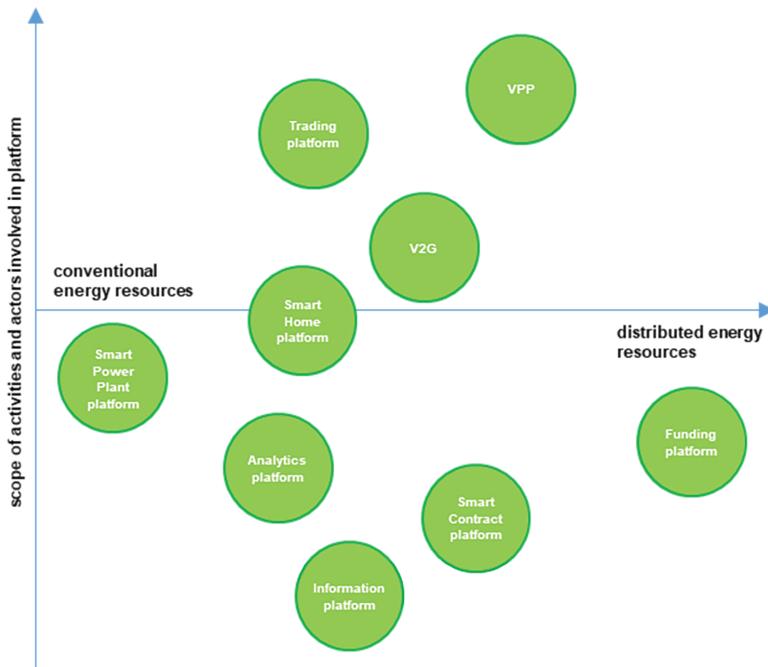 scope of activities and actors involved in platform
VPP
Trading
platform
V2G
conventional
energy resources
Smart
Home
platform
distributed energy
resources
Smart
Power
Plant
platform
Funding
platform
Analytics
platform
Smart
Contract
platform
Information
platform